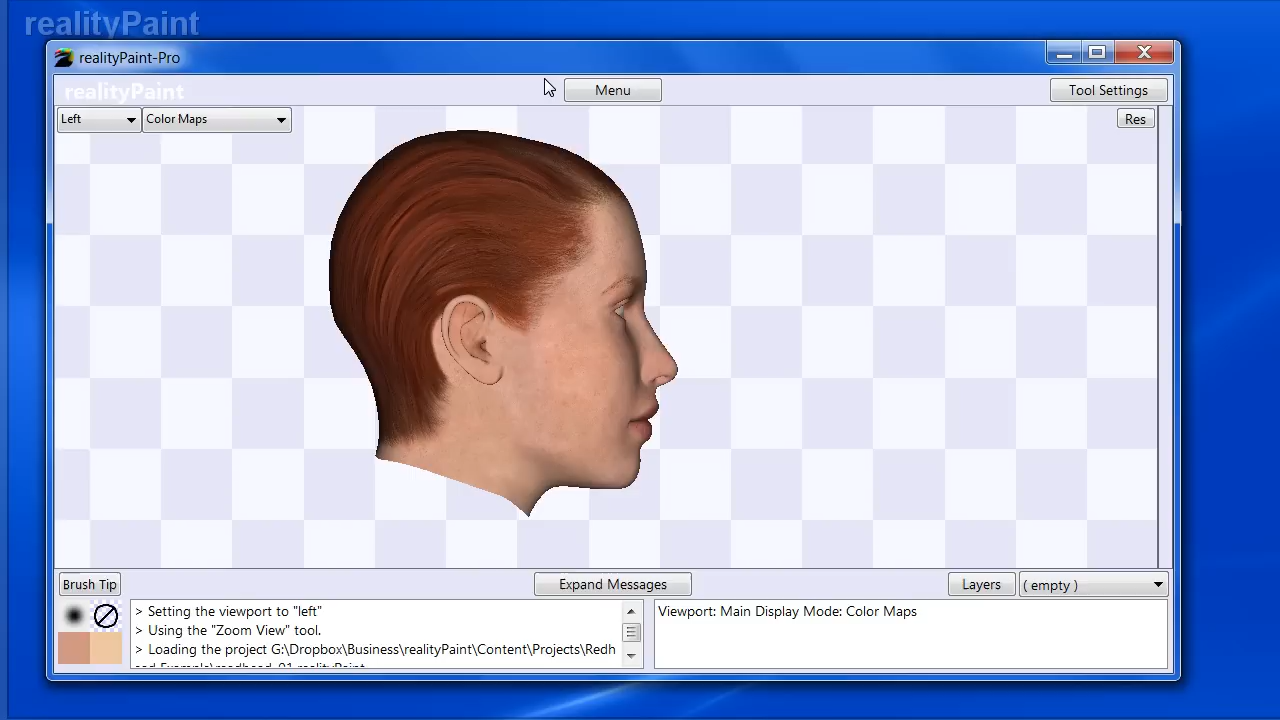 realityPaint
realityPaint-Pro
realityPaint
Menu
Tool Settings
Left
Color Maps
Res
Brush Tip
Expand Messages
Layers
( empty )
> Setting the viewport to "left"
> Using the "Zoom View" tool.
> Loading the project G:\Dropbox\Business\realityPaint\Content\Projects\Redh
Viewport: Main Display Mode: Color Maps